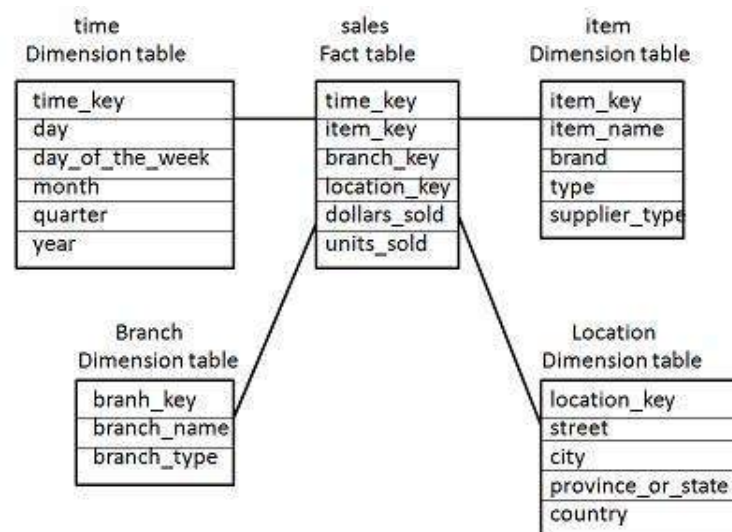 time
Dimension table
time_key
day
day_of_the_week
month
quarter
year
sales
Fact table
time_key
item_key
branch_key
location_key
dollars_sold
units_sold
item
Dimension table
item_key
item_name
brand
type
supplier_type
Branch
Dimension table
branh_key
branch_name
branch_type
Location
Dimension table
location_key
street
city
province_or_state
country